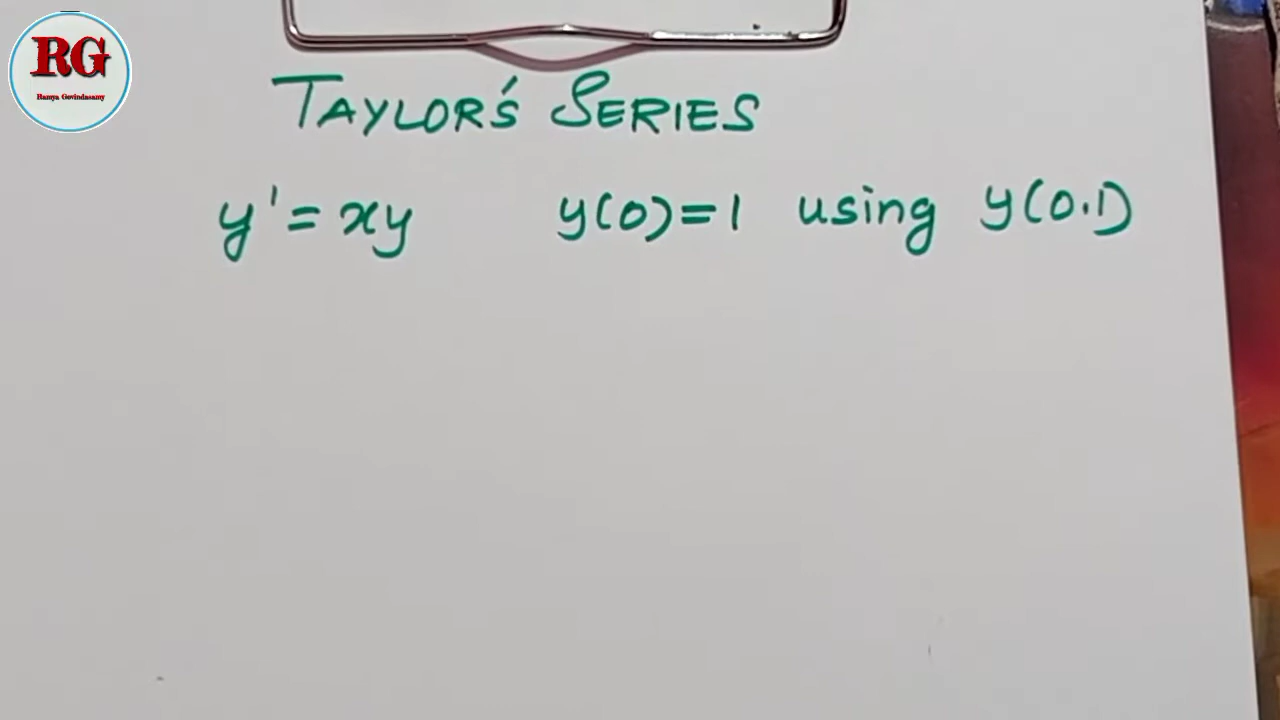 RG
Ramya Govindasamy
TAYLOR'S SERIES
y' = xy y(0)=1 using y(0.1)